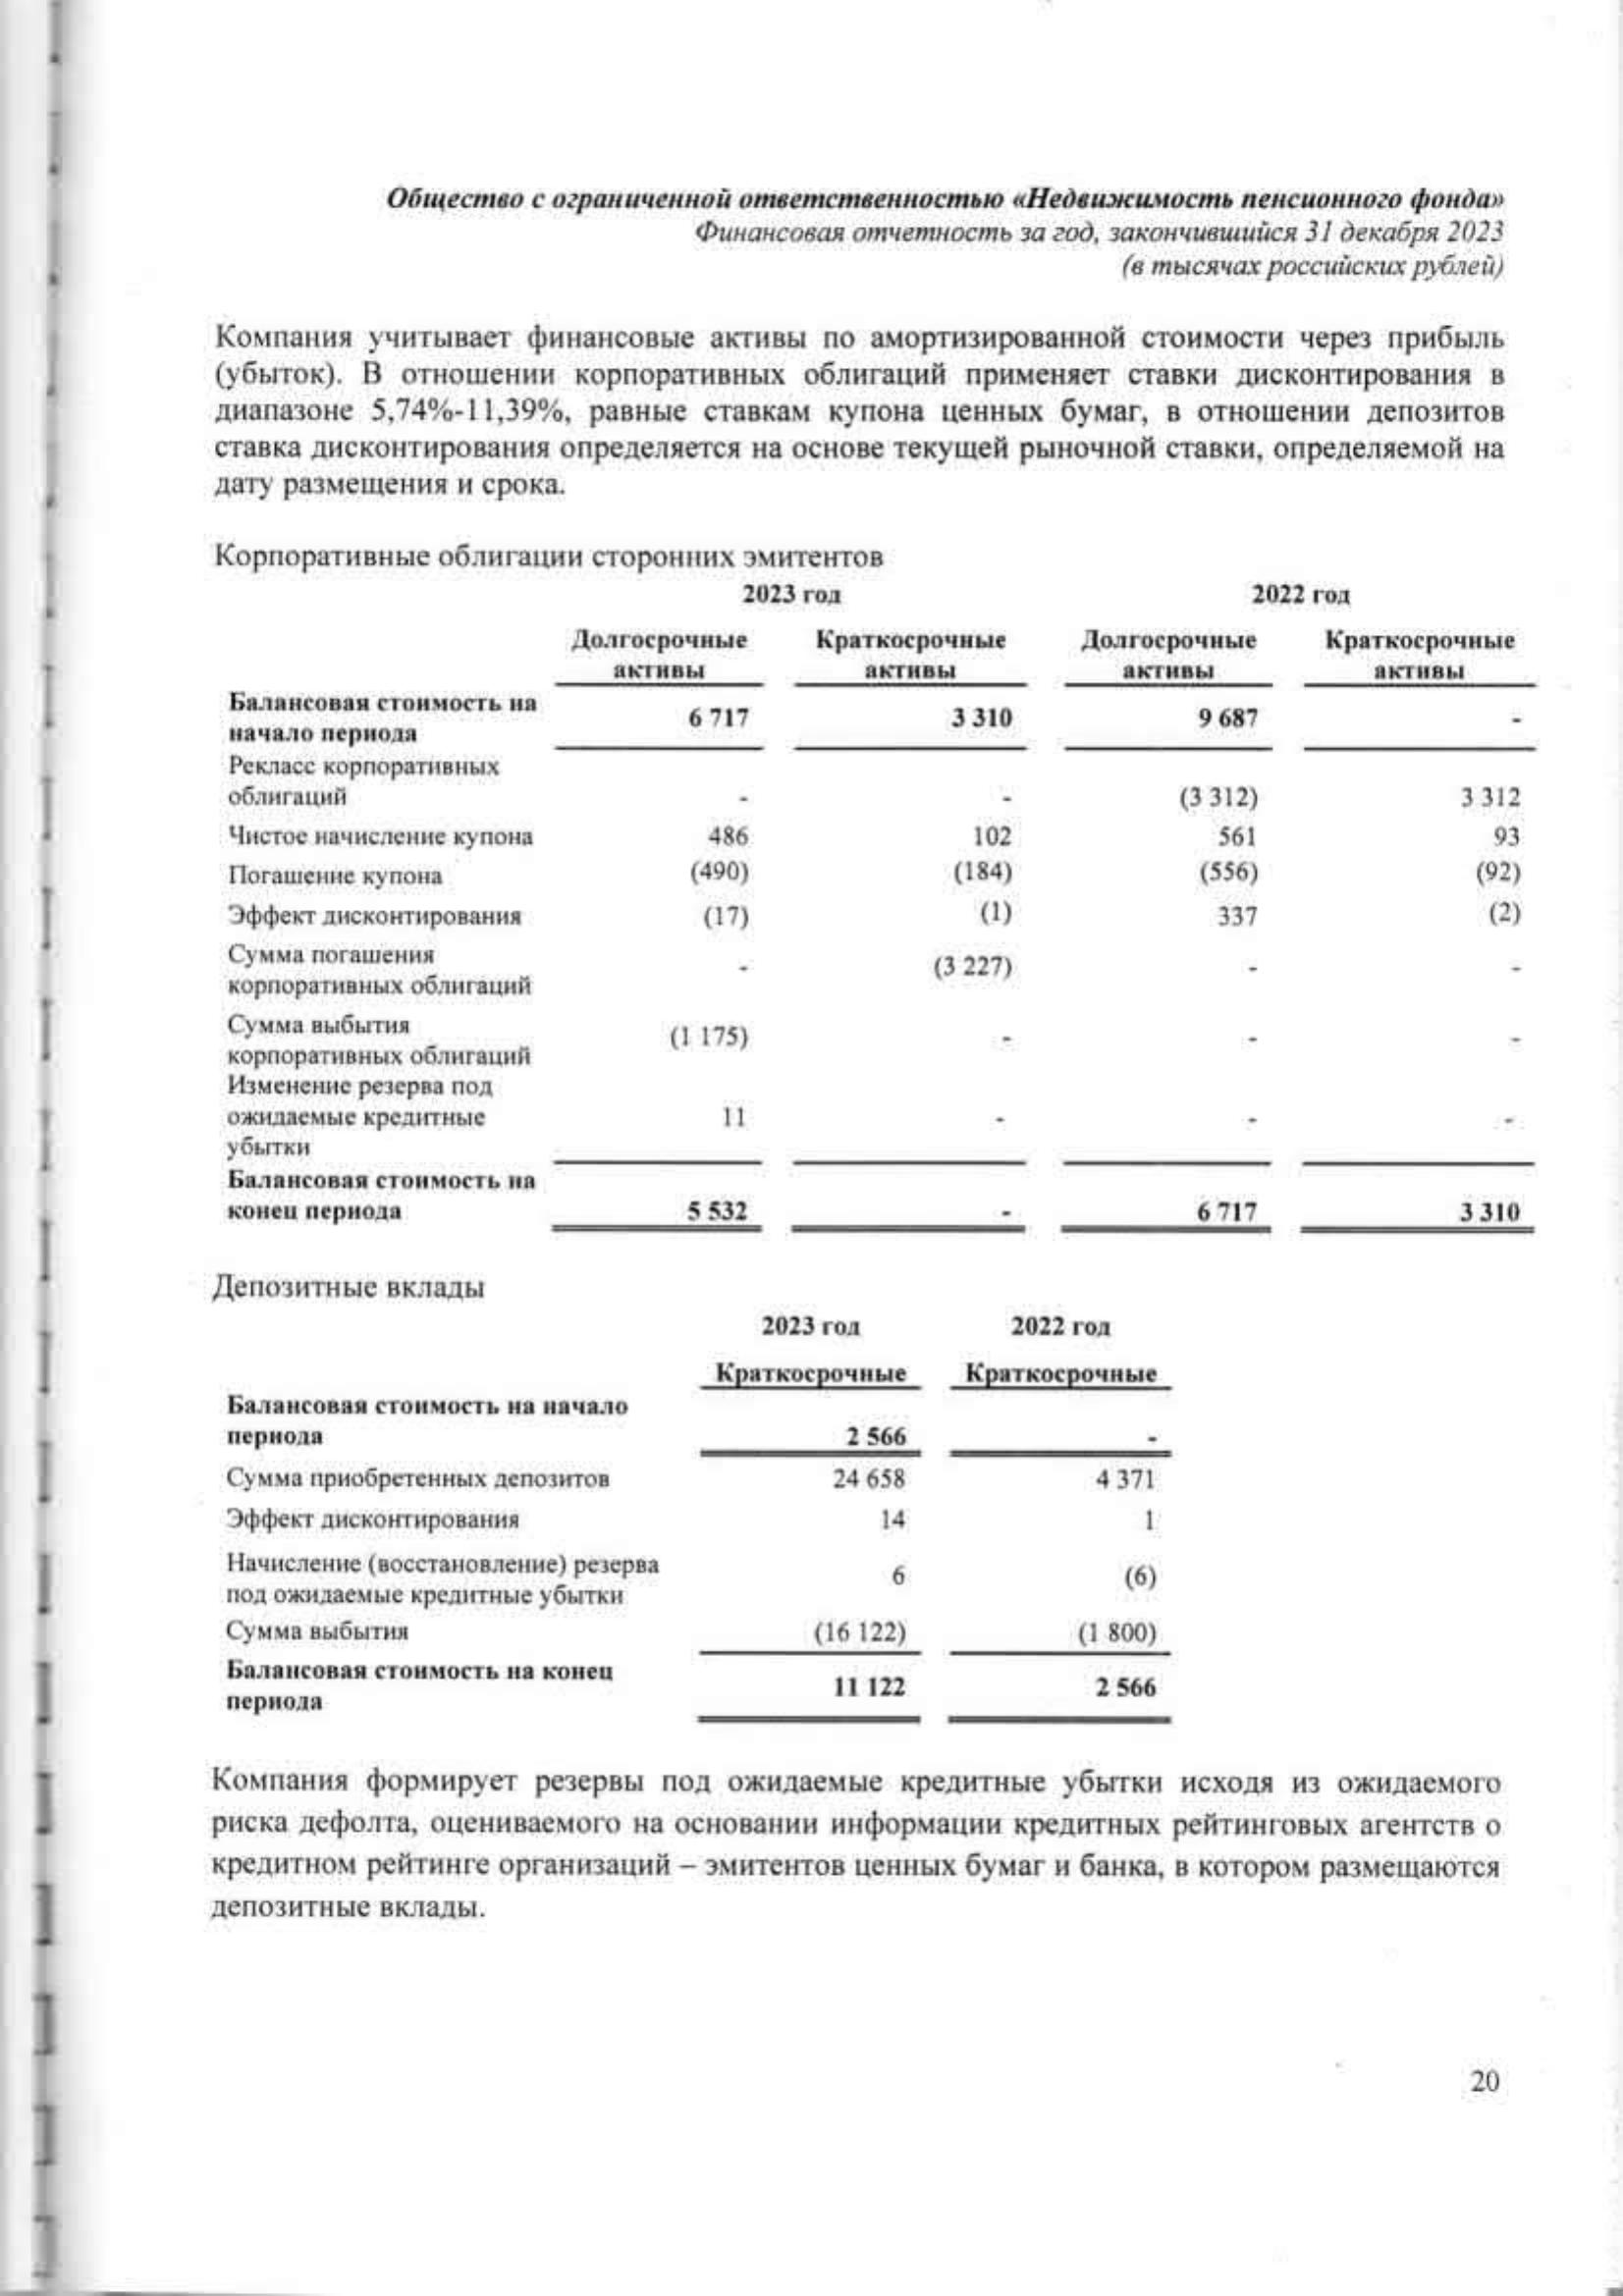 Общество с ограниченной ответственностью «Недвижимость пенсионного фонда»
Финансовая отчетность за год, закончившийся 31 декабря 2023
(в тысячах российских рублей)
Компания учитывает финансовые активы по амортизированной стоимости через прибыль
(убыток). В отношении корпоративных облигаций применяет ставки дисконтирования в
диапазоне 5,74%-11,39%, равные ставкам купона ценных бумаг, в отношении депозитов
ставка дисконтирования определяется на основе текущей рыночной ставки, определяемой на
дату размещения и срока.
Корпоративные облигации сторонних эмитентов
2023 год 2022 год
Долгосрочные Краткосрочные Долгосрочные Краткосрочные
активы активы активы активы
Балансовая стоимость на
начало периода 6 717 3 310 9 687 -
Рекласс корпоративных
облигаций - - (3 312) 3 312
Чистое начисление купона 486 102 561 93
Погашение купона (490) (184) (556) (92)
Эффект дисконтирования (17) (1) 337 (2)
Сумма погашения
корпоративных облигаций - (3 227) - -
Сумма выбытия
корпоративных облигаций (1 175) - - -
Изменение резерва под
ожидаемые кредитные 11 - - -
убытки
Балансовая стоимость на
конец периода 5 532 - 6 717 3 310
Депозитные вклады
2023 год 2022 год
Краткосрочные Краткосрочные
Балансовая стоимость на начало
периода 2 566 -
Сумма приобретенных депозитов 24 658 4 371
Эффект дисконтирования 14 1
Начисление (восстановление) резерва
под ожидаемые кредитные убытки 6 (6)
Сумма выбытия (16 122) (1 800)
Балансовая стоимость на конец
периода 11 122 2 566
Компания формирует резервы под ожидаемые кредитные убытки исходя из ожидаемого
риска дефолта, оцениваемого на основании информации кредитных рейтинговых агентств о
кредитном рейтинге организаций – эмитентов ценных бумаг и банка, в котором размещаются
депозитные вклады.
20